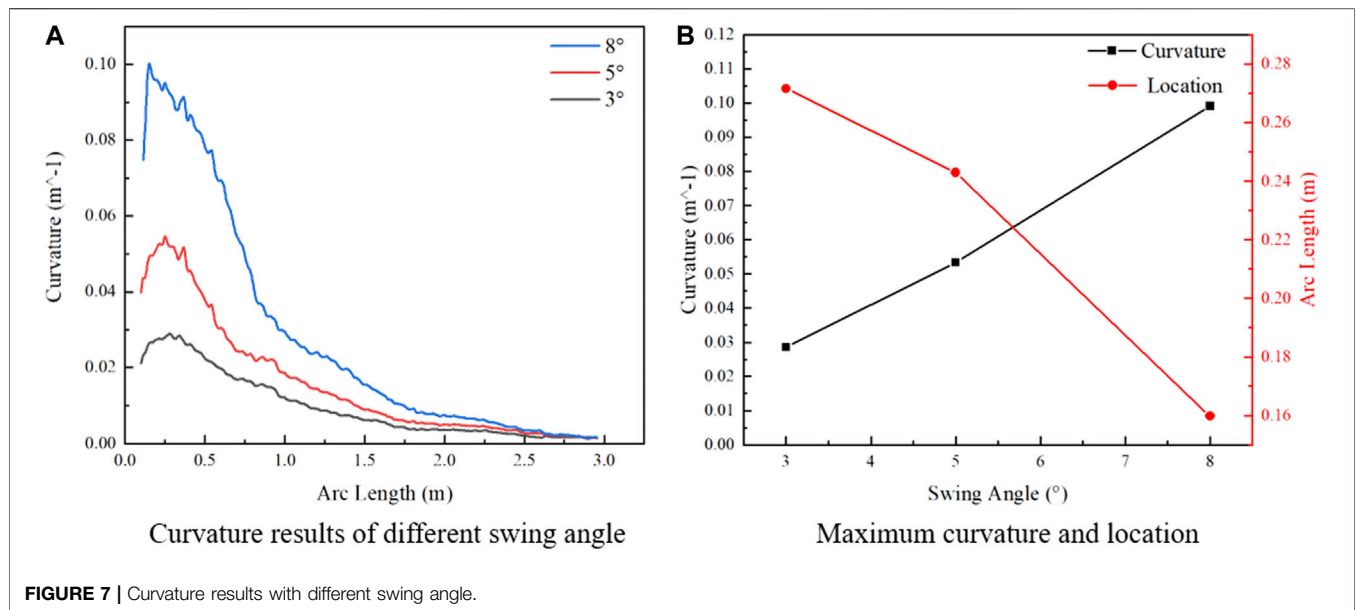 A
8°
5°
3°
0.10
0.08
0.06
0.04
0.02
0.00
Curvature (m^-1)
0.0 0.5 1.0 1.5 2.0 2.5 3.0
Arc Length (m)
Curvature results of different swing angle
B
Curvature
Location
0.12
0.11
0.10
0.09
0.08
0.07
0.06
0.05
0.04
0.03
0.02
0.01
0.00
Curvature (m^-1)
0.28
0.26
0.24
0.22
0.20
0.18
0.16
Arc Length (m)
3 4 5 6 7 8
Swing Angle (°)
Maximum curvature and location
FIGURE 7 | Curvature results with different swing angle.